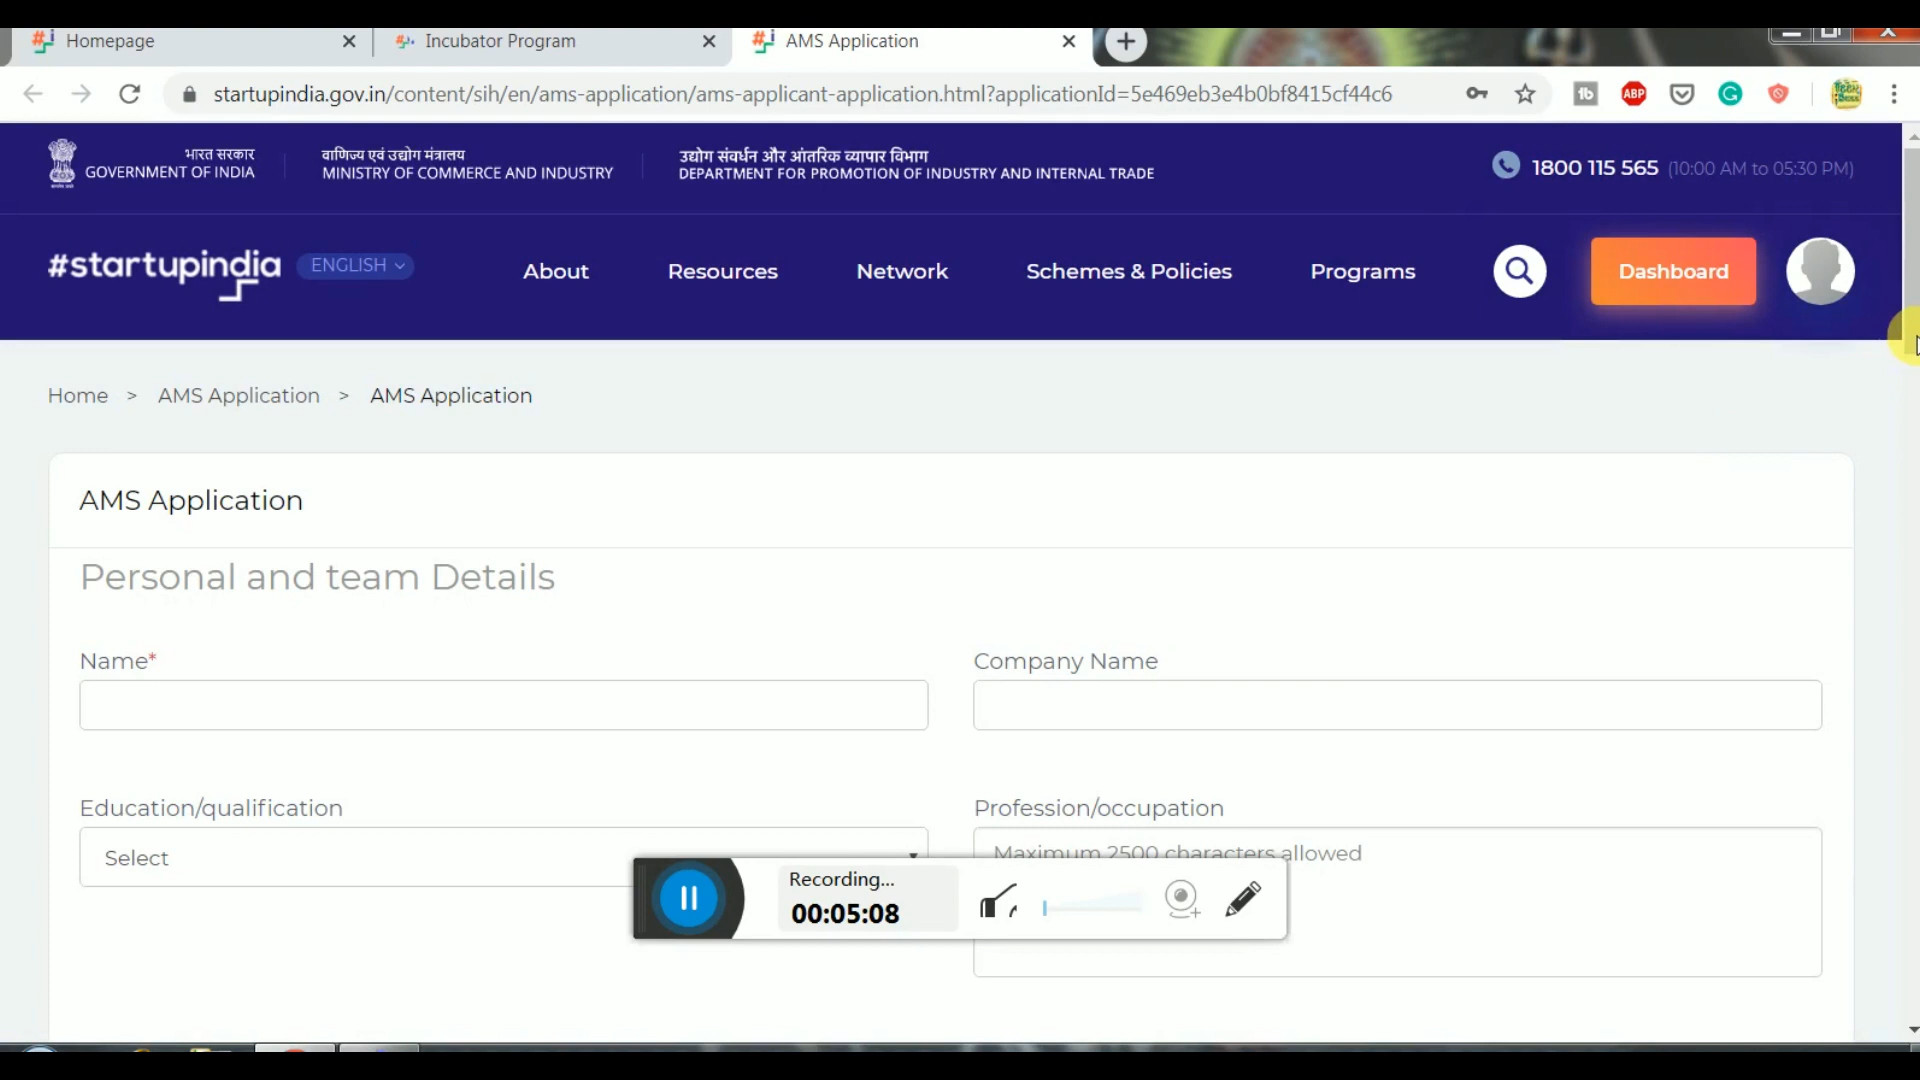 Homepage
Incubator Program
AMS Application
startupindia.gov.in/content/sih/en/ams-application/ams-applicant-application.html?applicationId=5e469eb3e4b0bf8415cf44c6
ABP
भारत सरकार
GOVERNMENT OF INDIA
वाणिज्य एवं उद्योग मंत्रालय
MINISTRY OF COMMERCE AND INDUSTRY
उद्योग संवर्धन और आंतरिक व्यापार विभाग
DEPARTMENT FOR PROMOTION OF INDUSTRY AND INTERNAL TRADE
1800 115 565 (10:00 AM to 05:30 PM)
#startupindia
ENGLISH
About
Resources
Network
Schemes & Policies
Programs
Dashboard
Home > AMS Application > AMS Application
AMS Application
Personal and team Details
Name*
Company Name
Education/qualification
Select
Profession/occupation
Maximum 2500 characters allowed
Recording...
00:05:08